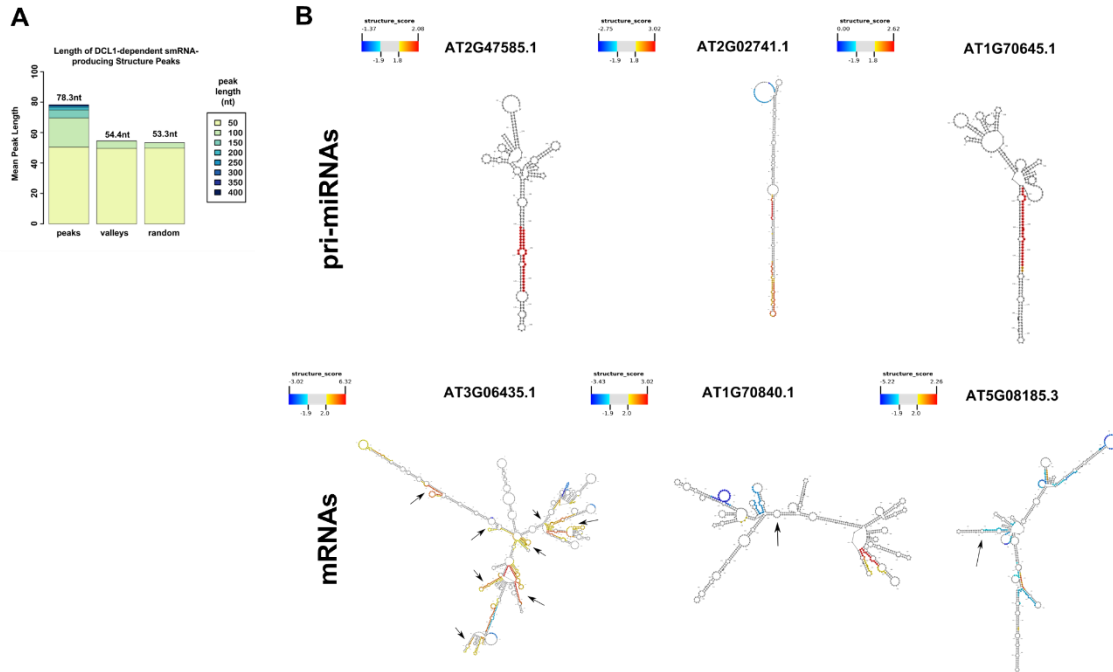 A
Length of DCL1-dependent smRNA-
producing Structure Peaks
Mean Peak Length
0 20 40 60 80 100
78.3nt
54.4nt
53.3nt
peaks valleys random
peak
length
(nt)
50
100
150
200
250
300
350
400
B
pri-miRNAs
structure_score
-1.37 2.08
-1.9 1.8
AT2G47585.1
structure_score
-2.75 3.02
-1.9 1.8
AT2G02741.1
structure_score
0.00 2.62
-1.9 1.8
AT1G70645.1
mRNAs
structure_score
-3.02 6.32
-1.9 2.0
AT3G06435.1
structure_score
-3.43 3.02
-1.9 2.0
AT1G70840.1
structure_score
-5.22 2.26
-1.9 2.0
AT5G08185.3